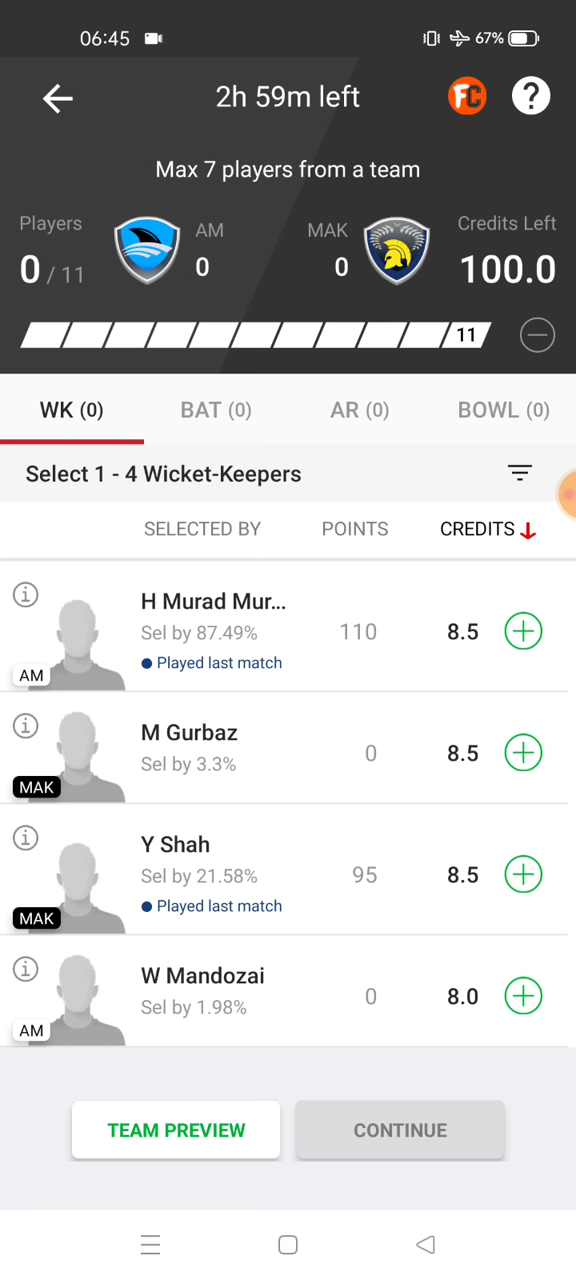 06:45 67%
2h 59m left FC ?
Max 7 players from a team
Players AM MAK Credits Left
0 / 11 0 0 100.0
11
WK (0) BAT (0) AR (0) BOWL (0)
Select 1 - 4 Wicket-Keepers
SELECTED BY POINTS CREDITS
H Murad Mur...
Sel by 87.49% 110 8.5
Played last match
AM
M Gurbaz
Sel by 3.3% 0 8.5
MAK
Y Shah
Sel by 21.58% 95 8.5
Played last match
MAK
W Mandozai
Sel by 1.98% 0 8.0
AM
TEAM PREVIEW CONTINUE